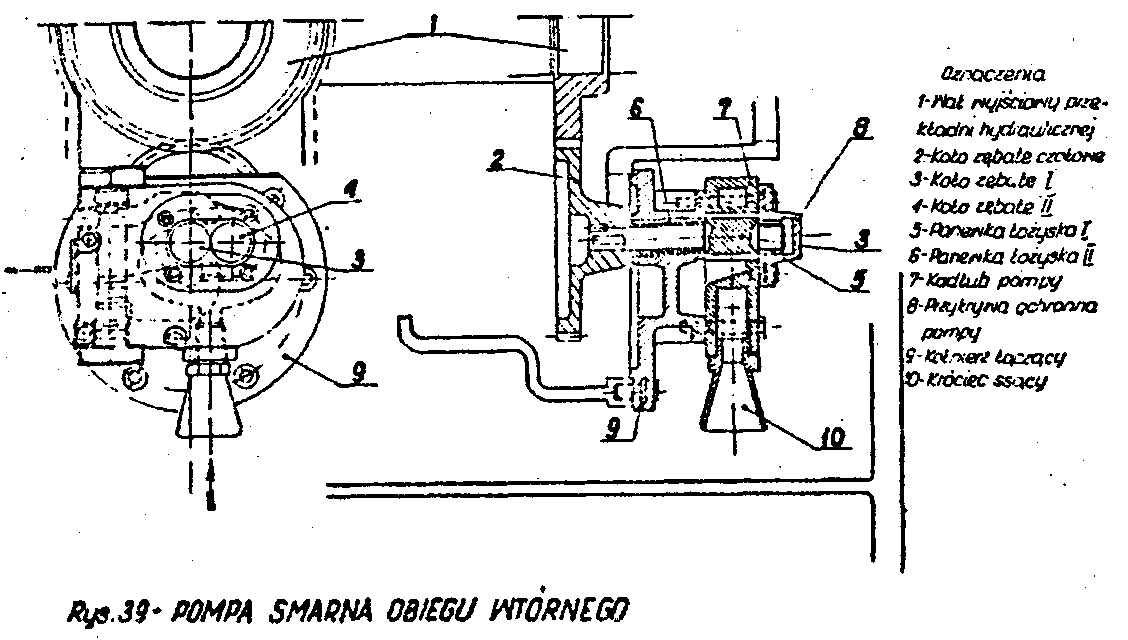 1
2
6
7
8
3
5
4
3
9
9
10
Oznaczenia
1-Wał wyjściowy prze-
kładni hydraulicznej
2-Koło zębate czołowe
3-Koło zębate I
4-Koło zębate II
5-Panewka łożyska I
6-Panewka łożyska II
7-Kadłub pompy
8-Przykrywa ochronna
pompy
9-Kołnierz łączący
10-Króciec ssący
Rys.39- POMPA SMARNA OBIEGU WTÓRNEGO